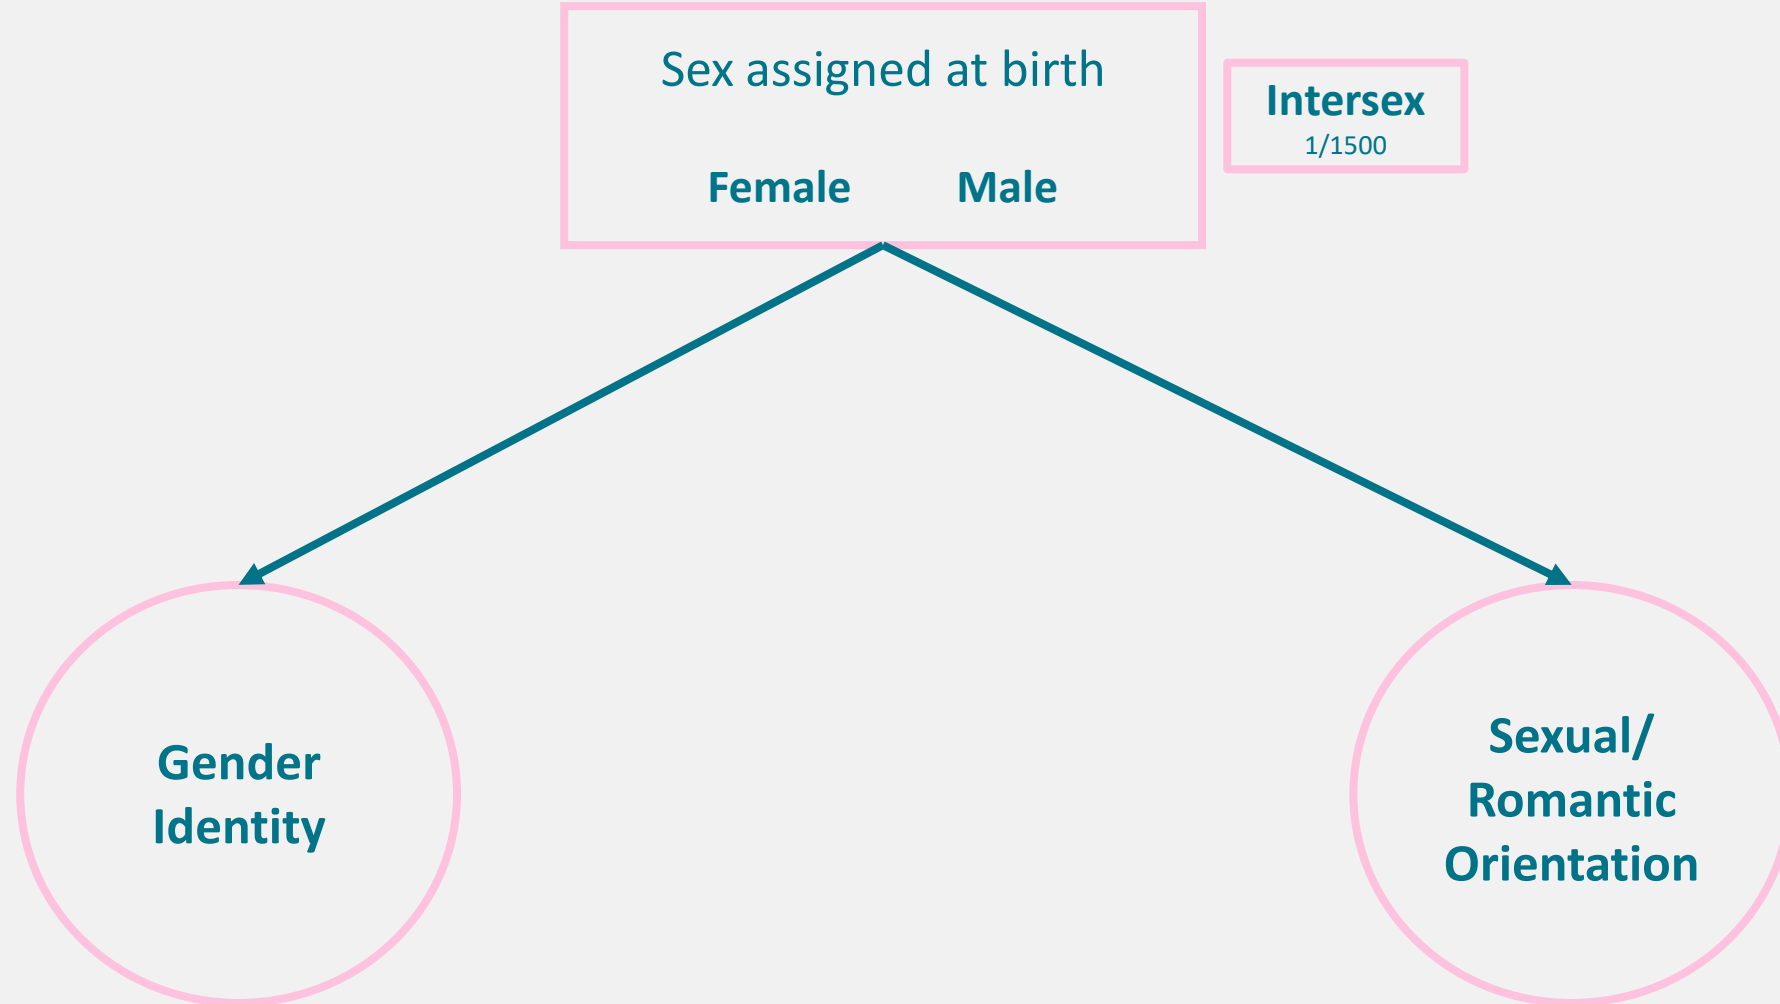 Sex assigned at birth
Female Male
Intersex
1/1500
Gender
Identity
Sexual/
Romantic
Orientation